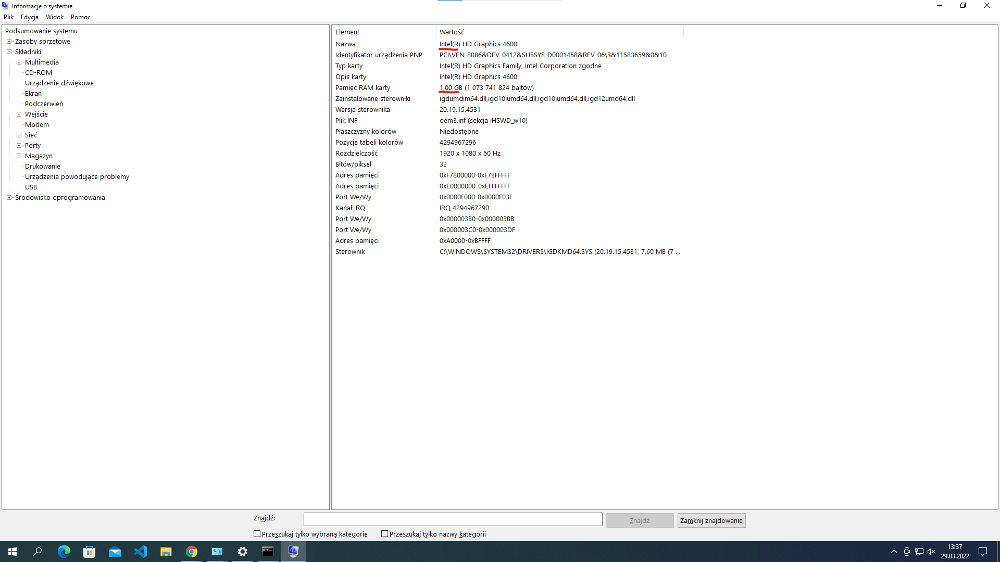 Informacje o systemie
Plik Edycja Widok Pomoc
Podsumowanie systemu
Zasoby sprzętowe
Składniki
Multimedia
CD-ROM
Urządzenie dźwiękowe
Ekran
Podczerwień
Wejście
Modem
Sieć
Porty
Magazyn
Drukowanie
Urządzenia powodujące problemy
USB
Środowisko oprogramowania
Element Wartość
Nazwa Intel(R) HD Graphics 4600
Identyfikator urządzenia PNP PCI\VEN_8086&DEV_0412&SUBSYS_D0001458&REV_06\3&11583659&0&10
Typ karty Intel(R) HD Graphics Family, Intel Corporation zgodne
Opis karty Intel(R) HD Graphics 4600
Pamięć RAM karty 1,00 GB (1 073 741 824 bajtów)
Zainstalowane sterowniki igdumdim64.dll,igd10iumd64.dll,igd10iumd64.dll,igd12umd64.dll
Wersja sterownika 20.19.15.4531
Plik INF oem3.inf (sekcja iHSWD_w10)
Płaszczyzny kolorów Niedostępne
Pozycje tabeli kolorów 4294967296
Rozdzielczość 1920 x 1080 x 60 Hz
Bitów/piksel 32
Adres pamięci 0xF7800000-0xF7BFFFFF
Adres pamięci 0xE0000000-0xEFFFFFFF
Port We/Wy 0x0000F000-0x0000F03F
Kanał IRQ IRQ 4294967290
Port We/Wy 0x000003B0-0x000003BB
Port We/Wy 0x000003C0-0x000003DF
Adres pamięci 0xA0000-0xBFFFF
Sterownik C:\WINDOWS\SYSTEM32\DRIVERS\IGDKMD64.SYS (20.19.15.4531, 7,60 MB (7 ...
Znajdź: Znajdź Zamknij znajdowanie
Przeszukaj tylko wybraną kategorię Przeszukaj tylko nazwy kategorii
13:37
29.03.2022